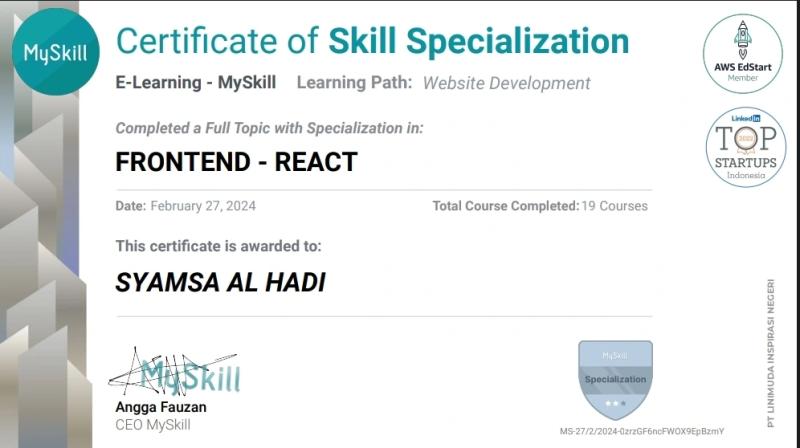 MySkill
Certificate of Skill Specialization
E-Learning - MySkill Learning Path: Website Development
Completed a Full Topic with Specialization in:
FRONTEND - REACT
Date: February 27, 2024 Total Course Completed: 19 Courses
This certificate is awarded to:
SYAMSA AL HADI
MySkill
Angga Fauzan
CEO MySkill
AWS EdStart
Member
LinkedIn
TOP
2022
STARTUPS
Indonesia
PT LINIMUDA INSPIRASI NEGERI
MySkill
Specialization
MS-27/2/2024-0zrzGF6ncFWOX9EpBzmY